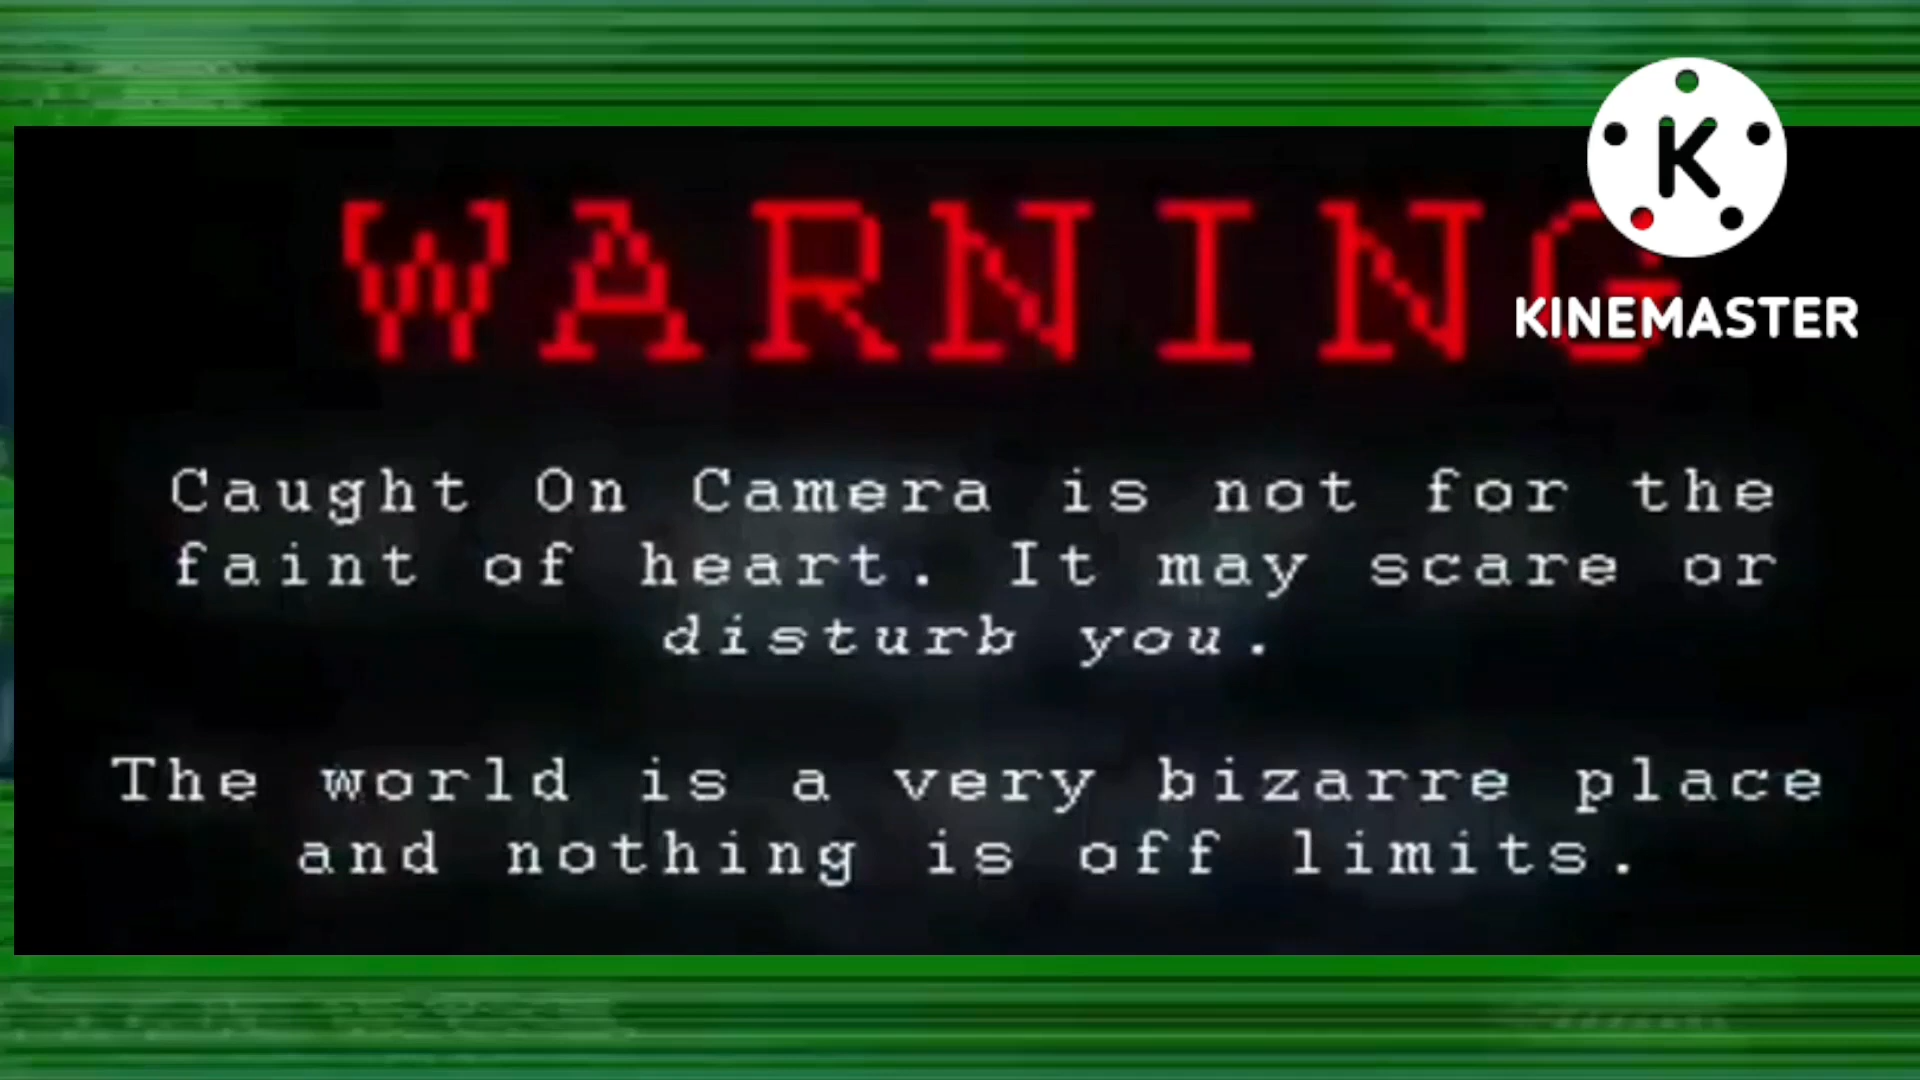 K
KINEMASTER
WARNING
Caught On Camera is not for the
faint of heart. It may scare or
disturb you.
The world is a very bizarre place
and nothing is off limits.